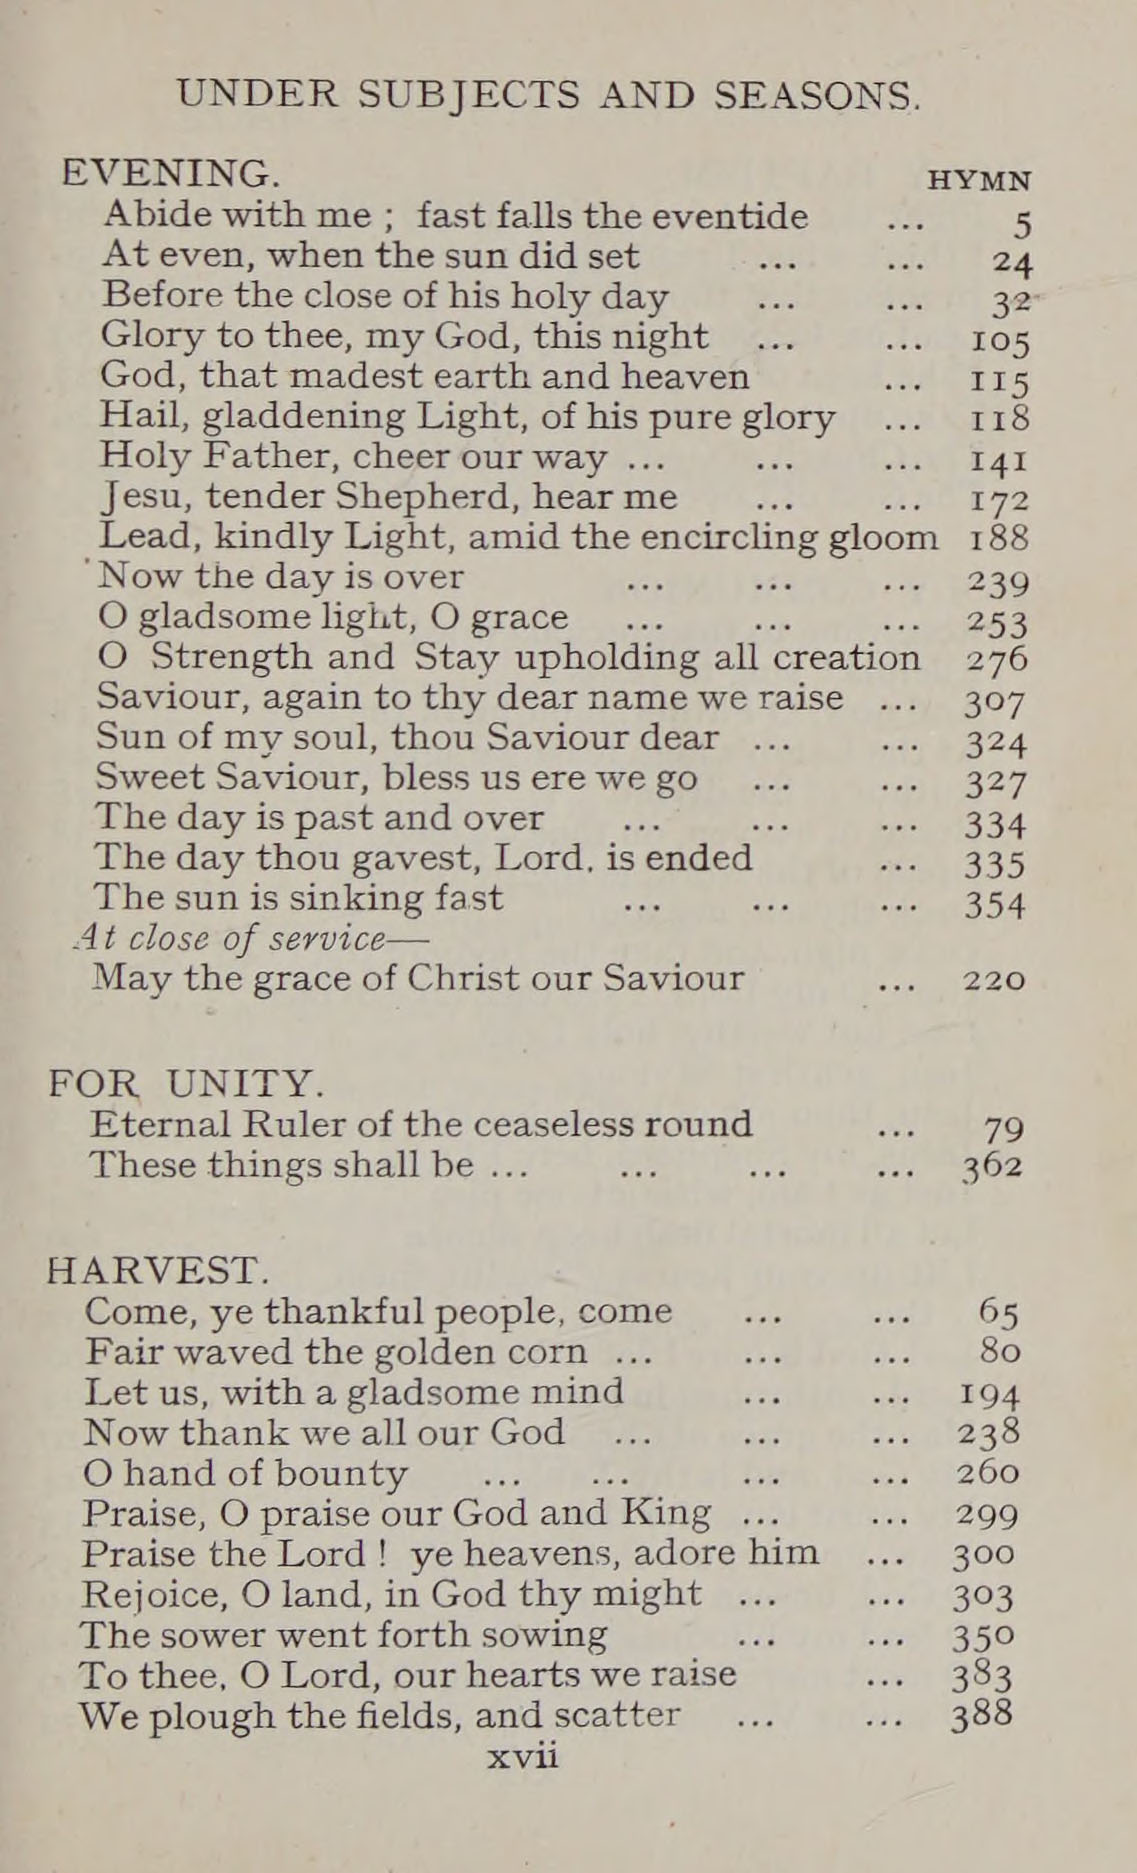 UNDER SUBJECTS AND SEASONS.
EVENING. HYMN
Abide with me ; fast falls the eventide ... 5
At even, when the sun did set ... ... 24
Before the close of his holy day ... ... 32
Glory to thee, my God, this night ... ... 105
God, that madest earth and heaven ... 115
Hail, gladdening Light, of his pure glory ... 118
Holy Father, cheer our way ... ... ... 141
Jesu, tender Shepherd, hear me ... ... 172
Lead, kindly Light, amid the encircling gloom 188
Now the day is over ... ... ... 239
O gladsome light, O grace ... ... ... 253
O Strength and Stay upholding all creation 276
Saviour, again to thy dear name we raise ... 307
Sun of my soul, thou Saviour dear ... ... 324
Sweet Saviour, bless us ere we go ... ... 327
The day is past and over ... ... ... 334
The day thou gavest, Lord, is ended ... 335
The sun is sinking fast ... ... ... 354
At close of service—
May the grace of Christ our Saviour ... 220
FOR UNITY.
Eternal Ruler of the ceaseless round ... 79
These things shall be ... ... ... ... 362
HARVEST.
Come, ye thankful people, come ... ... 65
Fair waved the golden corn ... ... ... 80
Let us, with a gladsome mind ... ... 194
Now thank we all our God ... ... ... 238
O hand of bounty ... ... ... ... 260
Praise, O praise our God and King ... ... 299
Praise the Lord ! ye heavens, adore him ... 300
Rejoice, O land, in God thy might ... ... 303
The sower went forth sowing ... ... 350
To thee, O Lord, our hearts we raise ... 383
We plough the fields, and scatter ... ... 388
xvii